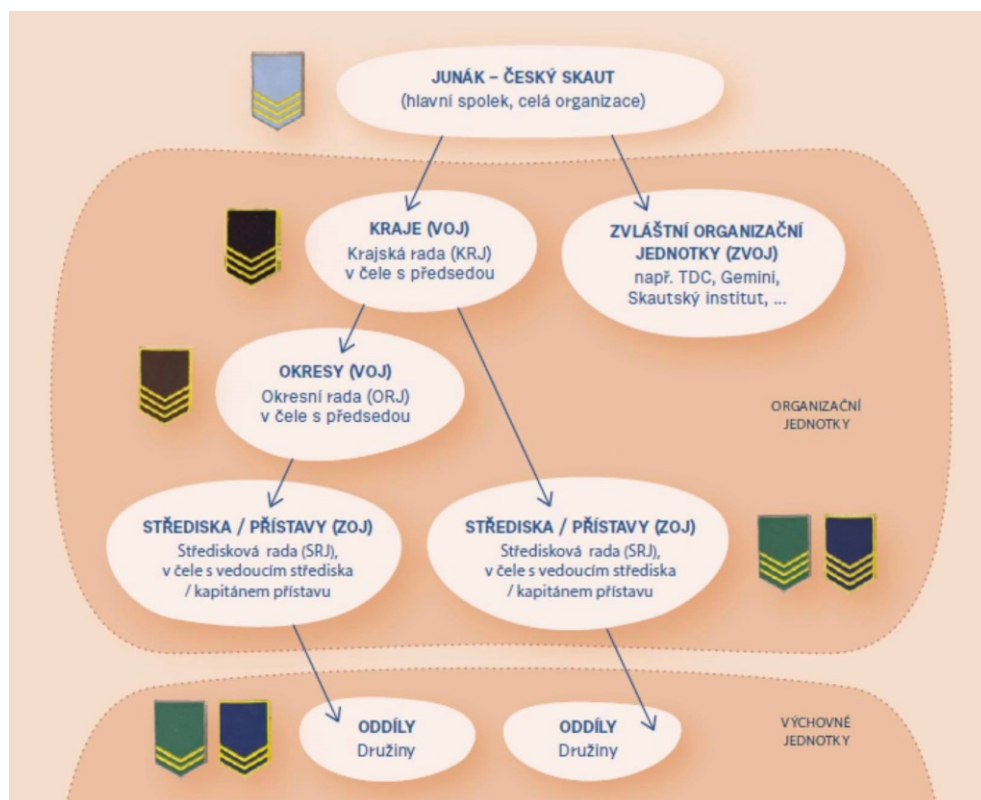 JUNÁK – ČESKÝ SKAUT
(hlavní spolek, celá organizace)
KRAJE (VOJ)
Krajská rada (KRJ)
v čele s předsedou
ZVLÁŠTNÍ ORGANIZAČNÍ
JEDNOTKY (ZVOJ)
např. TDC, Gemini,
Skautský institut, ...
OKRESY (VOJ)
Okresní rada (ORJ)
v čele s předsedou
ORGANIZAČNÍ
JEDNOTKY
STŘEDISKA / PŘÍSTAVY (ZOJ)
Středisková rada (SRJ),
v čele s vedoucím střediska
/ kapitánem přístavu
STŘEDISKA / PŘÍSTAVY (ZOJ)
Středisková rada (SRJ),
v čele s vedoucím střediska
/ kapitánem přístavu
ODDÍLY
Družiny
ODDÍLY
Družiny
VÝCHOVNÉ
JEDNOTKY